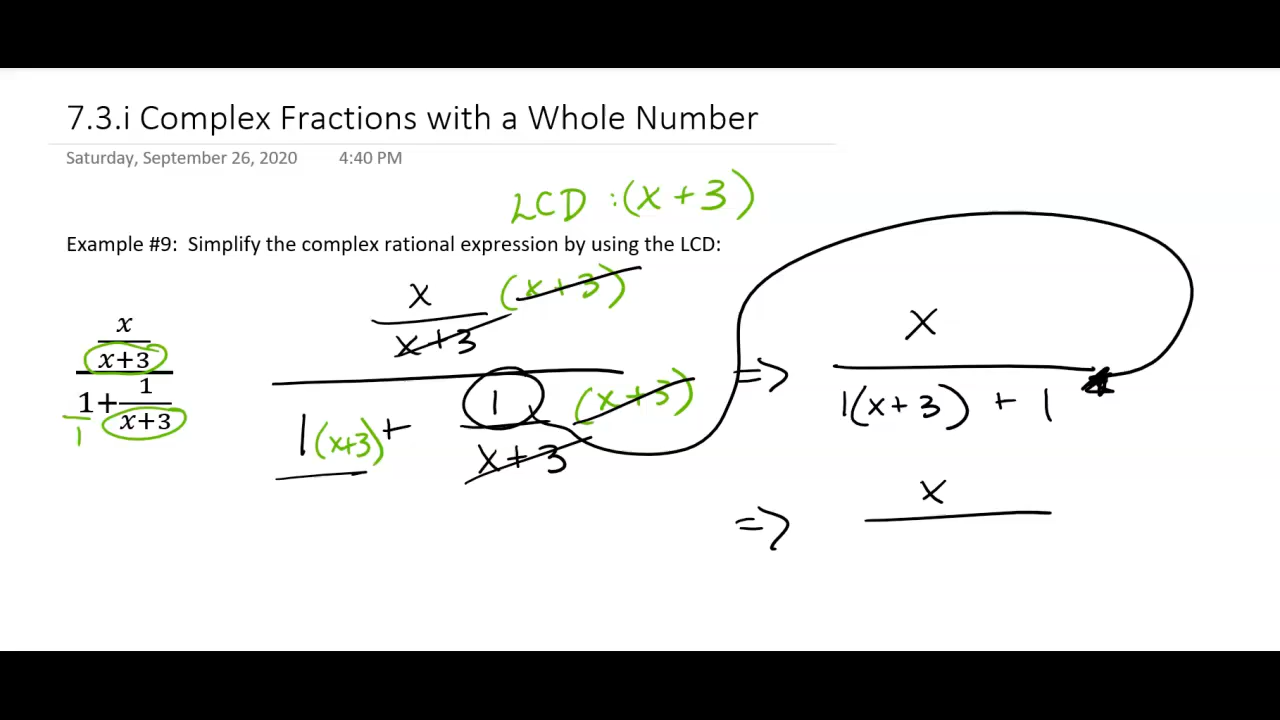 7.3.i Complex Fractions with a Whole Number
Saturday, September 26, 2020 4:40 PM
LCD : (x + 3)
Example #9: Simplify the complex rational expression by using the LCD:
x
x+3
1+
1
x+3
1
x (x+3)
x+3
1(x+3) + 1 (x+3)
x+3
=> x
1(x+3) + 1
=> x